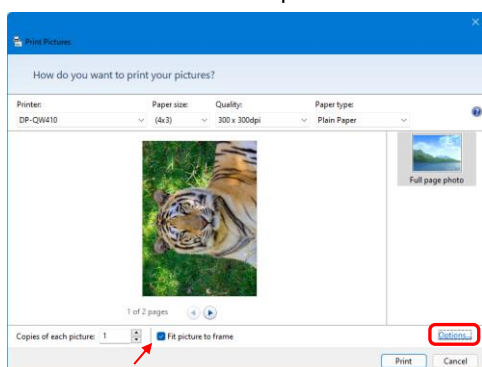 Print Pictures
How do you want to print your pictures?
Printer: Paper size: Quality: Paper type:
DP-QW410 (4x3) 300 x 300dpi Plain Paper
Full page photo
1 of 2 pages
Copies of each picture: 1 Fit picture to frame Options...
Print Cancel